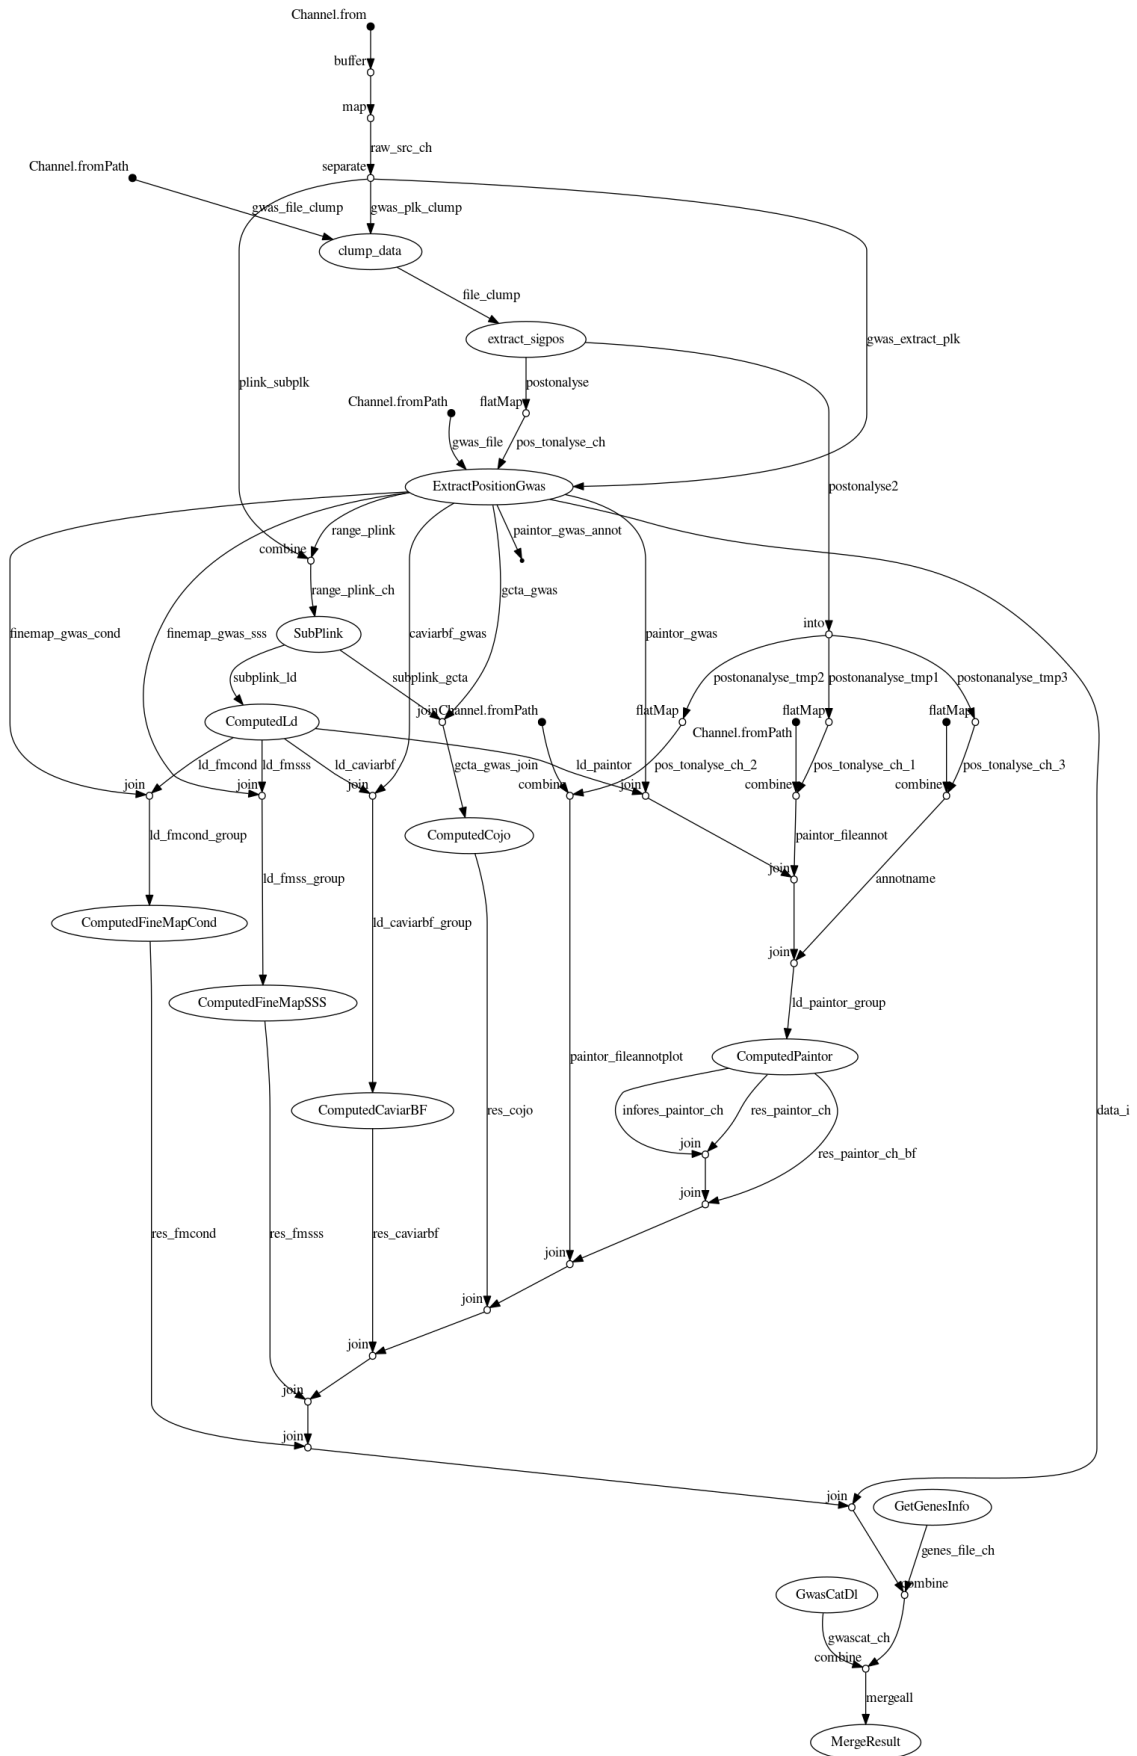 Channel.from
buffer
map
raw_src_ch
Channel.fromPath
separate
gwas_file_clump
gwas_plk_clump
clump_data
file_clump
extract_sigpos
gwas_extract_plk
plink_subplk
postonalyse
Channel.fromPath
flatMap
gwas_file
pos_tonalyse_ch
ExtractPositionGwas
postonalyse2
range_plink
paintor_gwas_annot
combine
range_plink_ch
gcta_gwas
finemap_gwas_cond
finemap_gwas_sss
SubPlink
caviarbf_gwas
paintor_gwas
into
subplink_ld
subplink_gcta
postonanalyse_tmp2
postonanalyse_tmp1
postonanalyse_tmp3
ComputedLd
join
Channel.fromPath
flatMap
Channel.fromPath
flatMap
flatMap
ld_fmcond
ld_fmsss
ld_caviarbf
gcta_gwas_join
ld_paintor
pos_tonalyse_ch_2
pos_tonalyse_ch_1
pos_tonalyse_ch_3
join
join
join
combine
join
combine
combine
ld_fmcond_group
ComputedCojo
paintor_fileannot
join
ld_fmss_group
annotname
ComputedFineMapCond
ld_caviarbf_group
join
ComputedFineMapSSS
ld_paintor_group
paintor_fileannotplot
ComputedPaintor
ComputedCaviarBF
res_cojo
infores_paintor_ch
res_paintor_ch
data_i
join
res_paintor_ch_bf
join
res_fmcond
res_fmsss
res_caviarbf
join
join
join
join
join
join
GetGenesInfo
genes_file_ch
combine
GwasCatDl
gwascat_ch
combine
mergeall
MergeResult